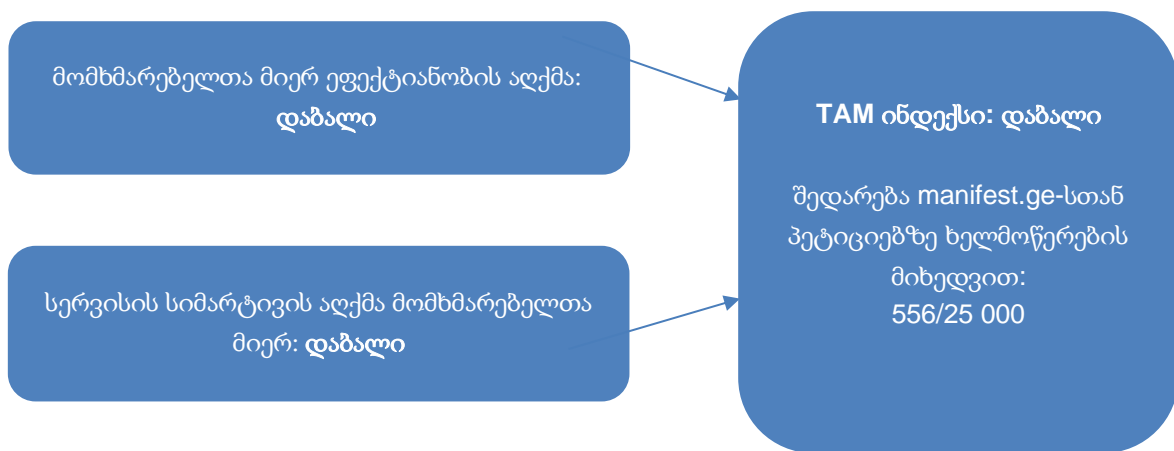 მომხმარებელთა მიერ ეფექტიანობის აღქმა:
დაბალი
სერვისის სიმარტივის აღქმა მომხმარებელთა
მიერ: დაბალი
TAM ინდექსი: დაბალი
შედარება manifest.ge-სთან
პეტიციებზე ხელმოწერების
მიხედვით:
556/25 000